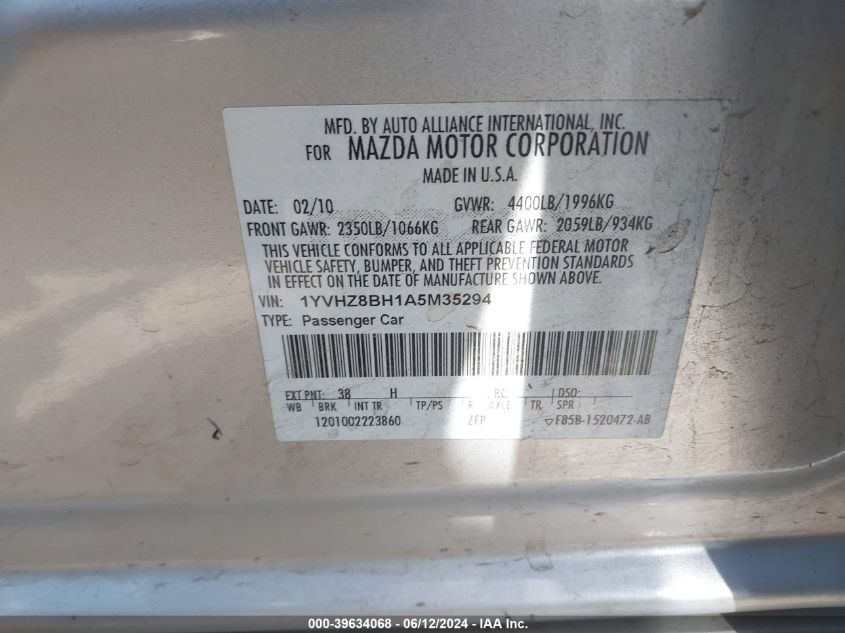 MFD. BY AUTO ALLIANCE INTERNATIONAL, INC.
FOR MAZDA MOTOR CORPORATION
MADE IN U.S.A.
DATE: 02/10 GVWR: 4400LB/1996KG
FRONT GAWR: 2350LB/1066KG REAR GAWR: 2059LB/934KG
THIS VEHICLE CONFORMS TO ALL APPLICABLE FEDERAL MOTOR
VEHICLE SAFETY, BUMPER, AND THEFT PREVENTION STANDARDS
IN EFFECT ON THE DATE OF MANUFACTURE SHOWN ABOVE.
VIN: 1YVHZ8BH1A5M35294
TYPE: Passenger Car
EXT PNT: 38 H RC: DSO:
WB BRK INT TR TP/PS R AXLE TR SPR
1201002223860 ZFP F85B-1520472-AB
000-39634068 - 06/12/2024 - IAA Inc.